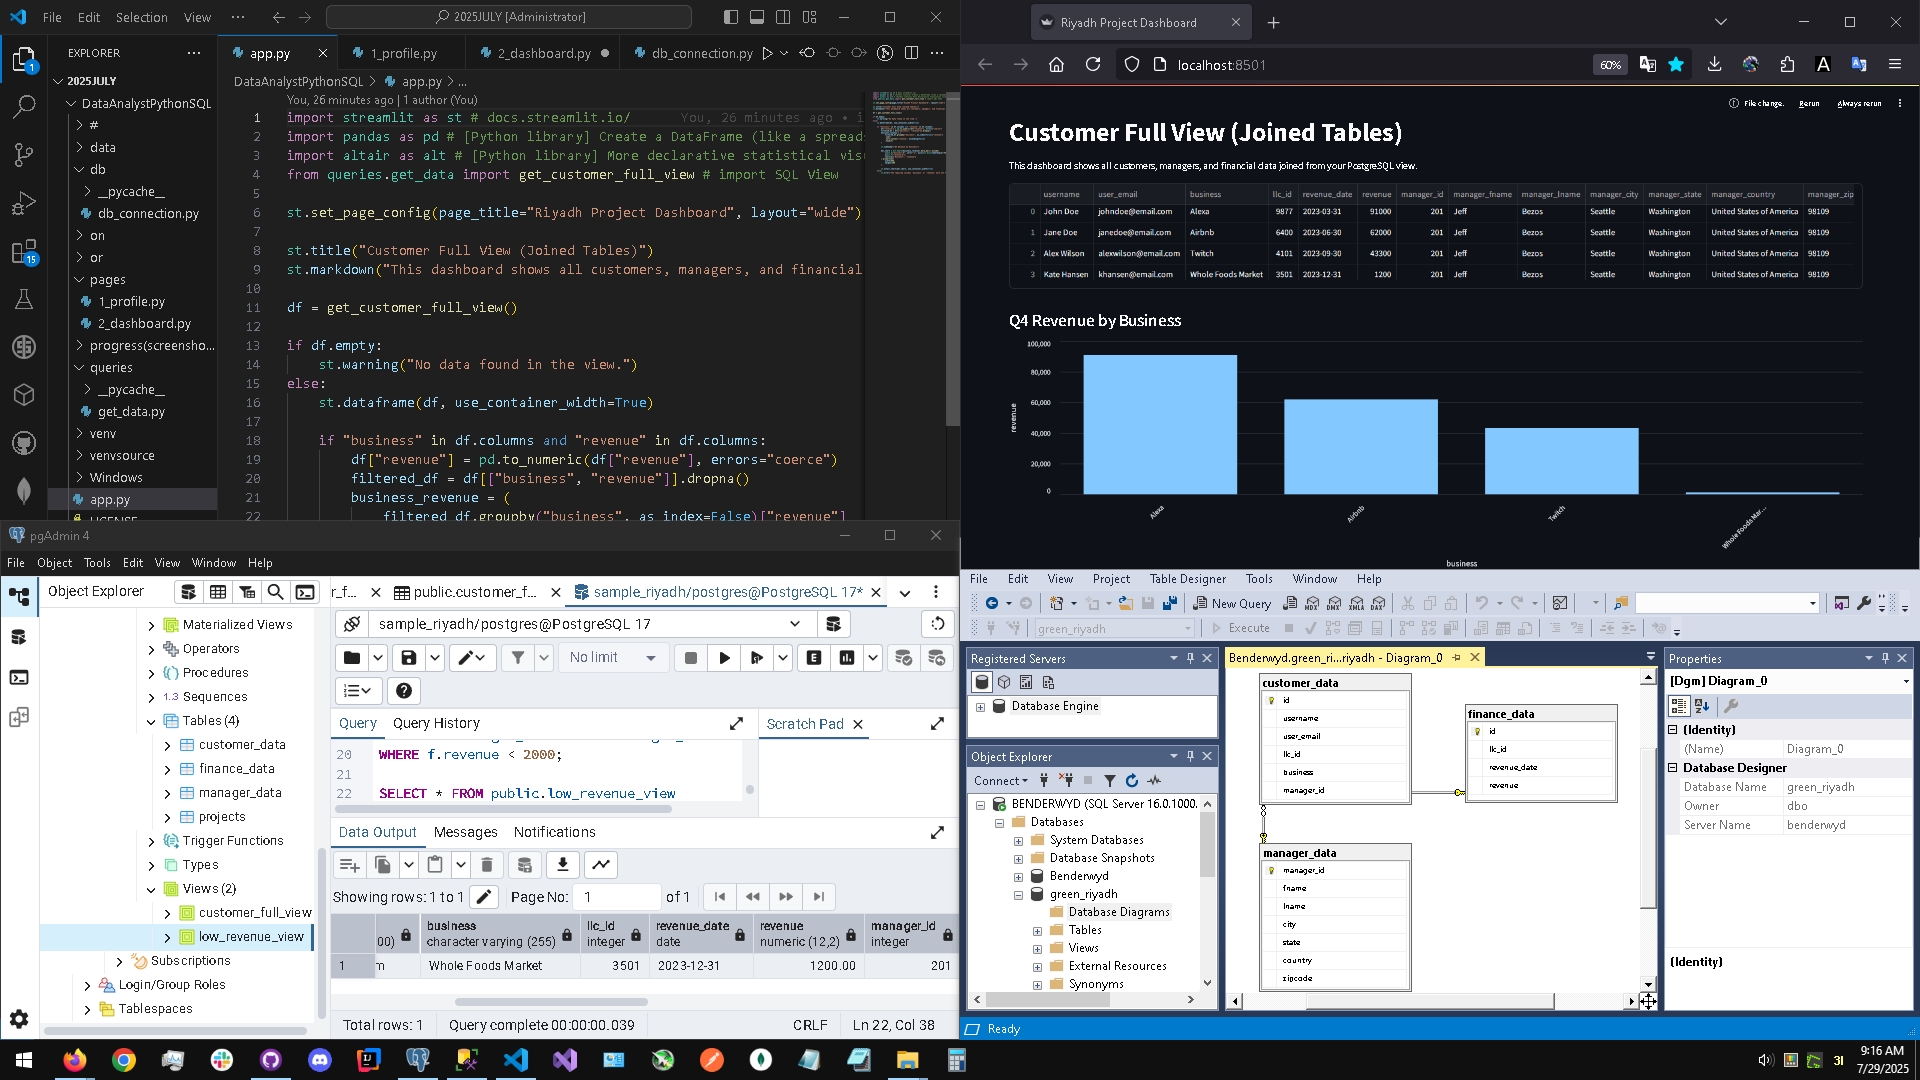 File Edit Selection View ··· 2025JULY [Administrator]
EXPLORER ···
app.py 1_profile.py 2_dashboard.py db_connection.py
2025JULY
DataAnalystPythonSQL
#
data
db
__pycache__
db_connection.py
on
or
pages
1_profile.py
2_dashboard.py
progress(screensho...
queries
__pycache__
get_data.py
venv
venvsource
Windows
app.py
1
15
DataAnalystPythonSQL > app.py > ...
You, 26 minutes ago | 1 author (You)
1 import streamlit as st # docs.streamlit.io/ You, 26 minutes ago • i
2 import pandas as pd # [Python library] Create a DataFrame (like a spread
3 import altair as alt # [Python library] More declarative statistical vis
4 from queries.get_data import get_customer_full_view # import SQL View
5
6 st.set_page_config(page_title="Riyadh Project Dashboard", layout="wide")
7
8 st.title("Customer Full View (Joined Tables)")
9 st.markdown("This dashboard shows all customers, managers, and financial
10
11 df = get_customer_full_view()
12
13 if df.empty:
14 st.warning("No data found in the view.")
15 else:
16 st.dataframe(df, use_container_width=True)
17
18 if "business" in df.columns and "revenue" in df.columns:
19 df["revenue"] = pd.to_numeric(df["revenue"], errors="coerce")
20 filtered_df = df[["business", "revenue"]].dropna()
21 business_revenue = (
22 filtered_df.groupby("business", as_index=False)["revenue"]
Riyadh Project Dashboard
localhost:8501 60%
File change. Rerun Always rerun
Customer Full View (Joined Tables)
This dashboard shows all customers, managers, and financial data joined from your PostgreSQL view.
username user_email business llc_id revenue_date revenue manager_id manager_fname manager_lname manager_city manager_state manager_country manager_zip
0 John Doe johndoe@email.com Alexa 9877 2023-03-31 91000 201 Jeff Bezos Seattle Washington United States of America 98109
1 Jane Doe janedoe@email.com Airbnb 6400 2023-06-30 62000 201 Jeff Bezos Seattle Washington United States of America 98109
2 Alex Wilson alexwilson@email.com Twitch 4101 2023-09-30 43300 201 Jeff Bezos Seattle Washington United States of America 98109
3 Kate Hansen khansen@email.com Whole Foods Market 3501 2023-12-31 1200 201 Jeff Bezos Seattle Washington United States of America 98109
Q4 Revenue by Business
100,000
80,000
60,000
40,000
20,000
0
revenue
Alexa Airbnb Twitch Whole Foods Mar...
business
pgAdmin 4
File Object Tools Edit View Window Help
Object Explorer
Materialized Views
Operators
Procedures
1..3 Sequences
Tables (4)
customer_data
finance_data
manager_data
projects
Trigger Functions
Types
Views (2)
customer_full_view
low_revenue_view
Subscriptions
Login/Group Roles
Tablespaces
r_f... public.customer_f... sample_riyadh/postgres@PostgreSQL 17*
sample_riyadh/postgres@PostgreSQL 17
No limit
Query Query History Scratch Pad
20 WHERE f.revenue < 2000;
21
22 SELECT * FROM public.low_revenue_view
Data Output Messages Notifications
Showing rows: 1 to 1 Page No: 1 of 1
00) business character varying (255) llc_id integer revenue_date date revenue numeric (12,2) manager_id integer
1 m Whole Foods Market 3501 2023-12-31 1200.00 201
Total rows: 1 Query complete 00:00:00.039 CRLF Ln 22, Col 38
File Edit View Project Table Designer Tools Window Help
New Query
MDX DMX XMLA DAX
green_riyadh Execute
Registered Servers
Database Engine
Object Explorer
Connect
BENDERWYD (SQL Server 16.0.1000.
Databases
System Databases
Database Snapshots
Benderwyd
green_riyadh
Database Diagrams
Tables
Views
External Resources
Synonyms
Benderwyd.green_ri...riyadh - Diagram_0
customer_data
id
username
user_email
llc_id
business
manager_id
finance_data
id
llc_id
revenue_date
revenue
manager_data
manager_id
fname
lname
city
state
country
zipcode
Properties
[Dgm] Diagram_0
(Identity)
(Name) Diagram_0
Database Designer
Database Name green_riyadh
Owner dbo
Server Name benderwyd
(Identity)
Ready
31
9:16 AM
7/29/2025